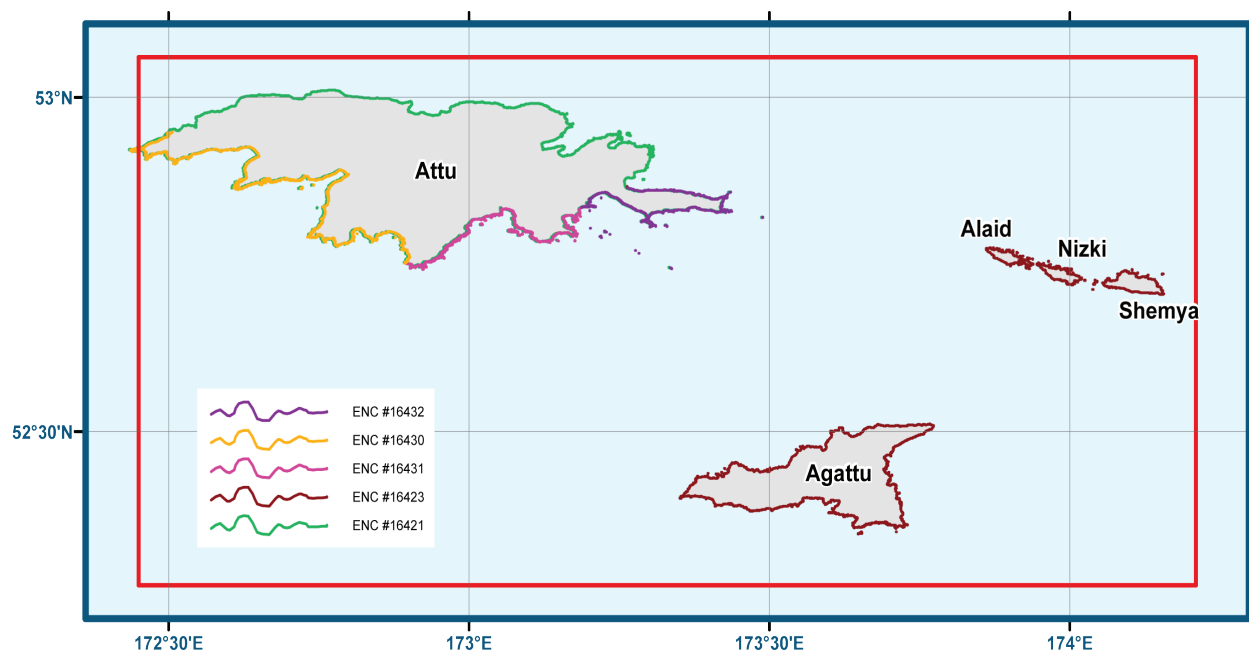 53°N
Attu
Alaid
Nizki
Shemya
52°30'N
Agattu
ENC #16432
ENC #16430
ENC #16431
ENC #16423
ENC #16421
172°30'E
173°E
173°30'E
174°E